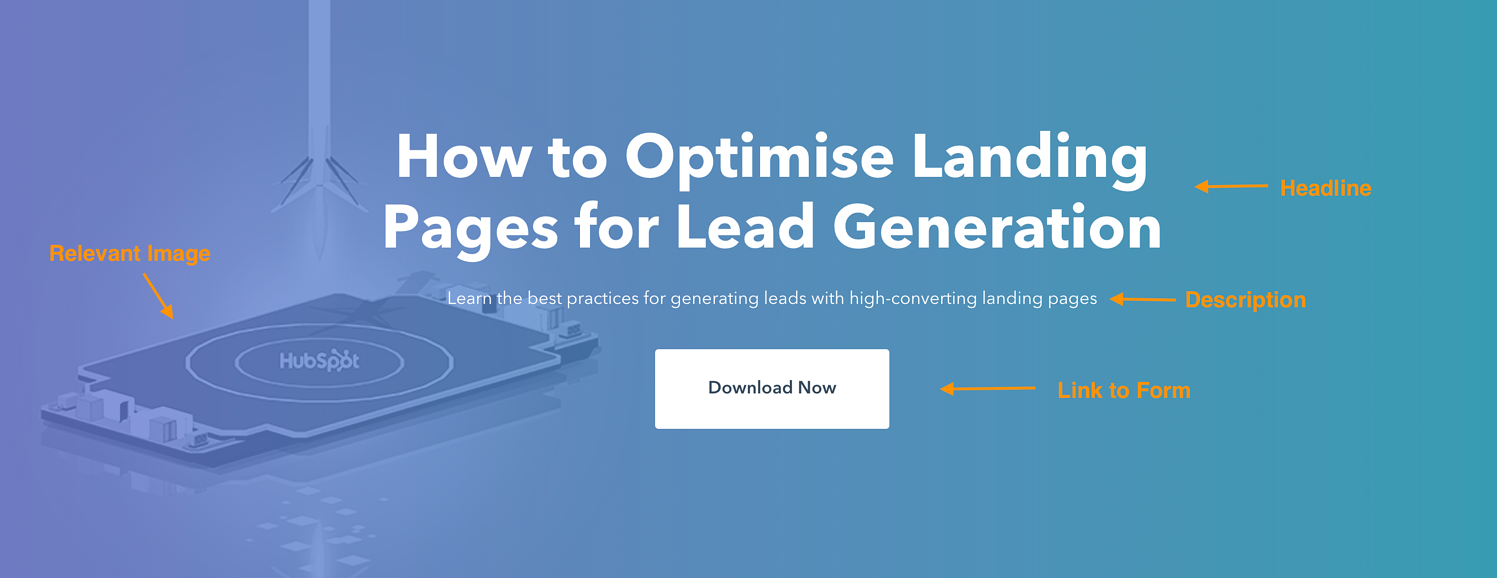 How to Optimise Landing
Pages for Lead Generation
Headline
Relevant Image
Learn the best practices for generating leads with high-converting landing pages
Description
HubSpot
Download Now
Link to Form